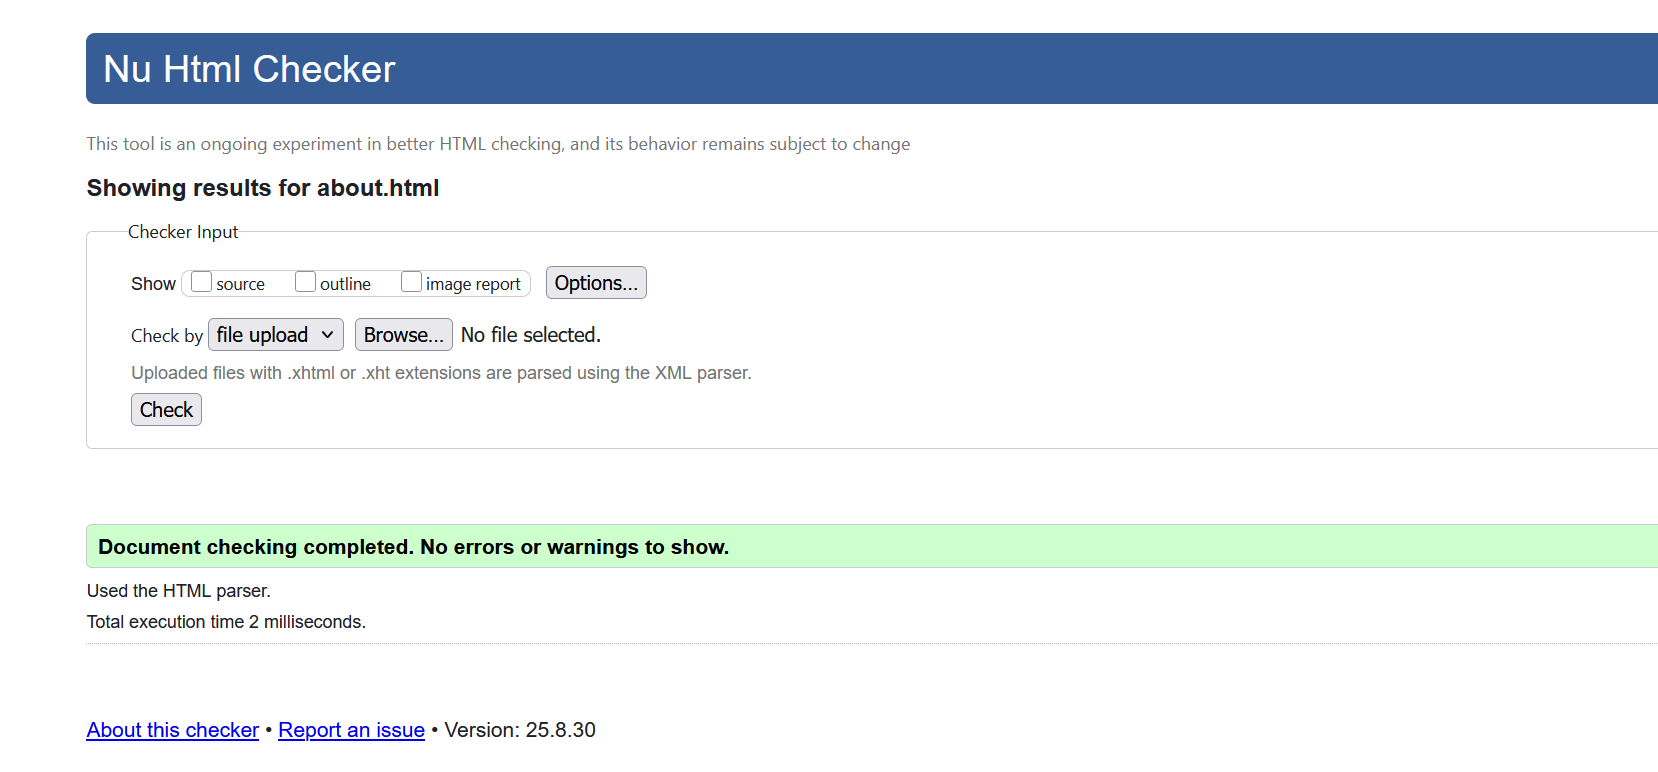 Nu Html Checker
This tool is an ongoing experiment in better HTML checking, and its behavior remains subject to change
Showing results for about.html
Checker Input
Show source outline image report Options...
Check by file upload Browse... No file selected.
Uploaded files with .xhtml or .xht extensions are parsed using the XML parser.
Check
Document checking completed. No errors or warnings to show.
Used the HTML parser.
Total execution time 2 milliseconds.
About this checker • Report an issue • Version: 25.8.30